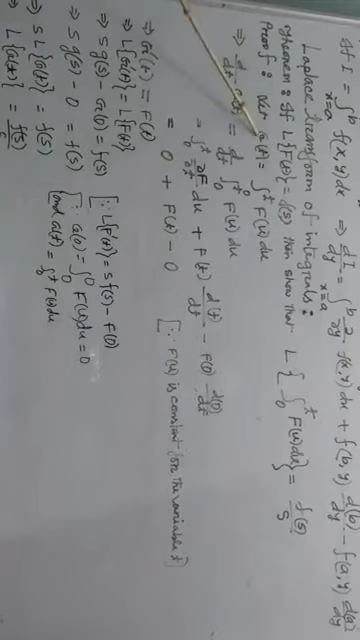 If I = ∫_{x=a}^{b} f(x,y)dx ⇒ dI/dy = ∫_{x=a}^{b} ∂/∂y f(x,y)dx + f(b,y) d(b)/dy - f(a,y) d(a)/dy
Laplace transform of integrals:
Theorem: If L{F(t)} = f(s) then show that L{∫_0^t F(u)du} = f(s)/s
Proof: Let G(t) = ∫_0^t F(u)du
⇒ d/dt G(t) = d/dt ∫_0^t F(u)du
= ∫_0^t ∂F/∂t du + F(t) d(t)/dt - F(0) d(0)/dt
= 0 + F(t) - 0 [∵ F(u) is constant for the variable t]
⇒ G'(t) = F(t)
⇒ L{G'(t)} = L{F(t)}
⇒ s g(s) - G(0) = f(s) [∵ L{F'(t)} = s f(s) - F(0)
⇒ s g(s) - 0 = f(s) [∵ G(0) = ∫_0^0 F(u)du = 0
⇒ s L{G(t)} = f(s) and G(t) = ∫_0^t F(u)du
⇒ L{G(t)} = f(s)